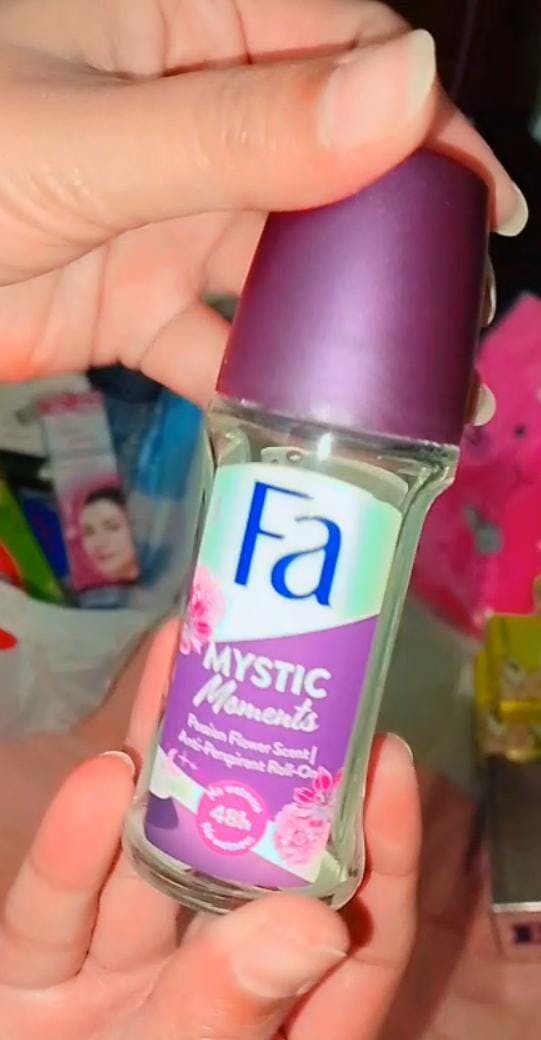 Fa
MYSTIC
Moments
Passion Flower Scent |
Anti-Perspirant Roll-On
48h